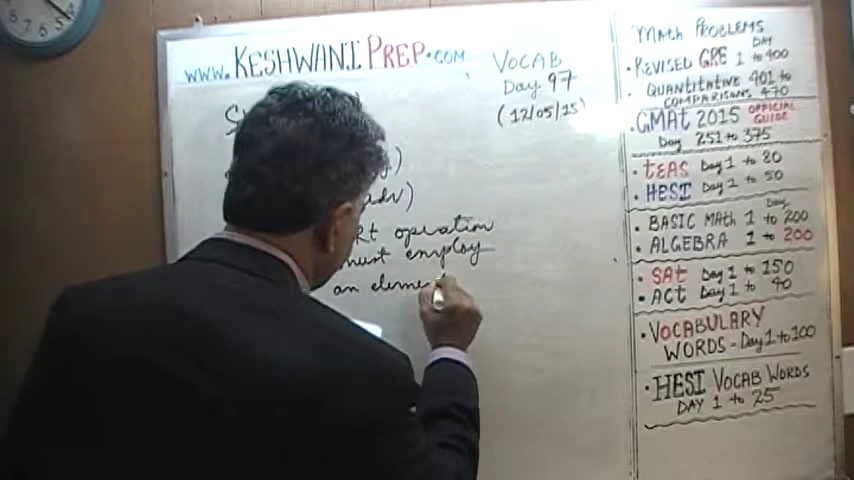 www.KESHWANI PREP.COM
VOCAB
Day 97
(12/05/15)
adv)
operation
must employ
an eleme
MATH PROBLEMS
• REVISED GRE DAY 1 to 400
• QUANTITATIVE 401 to
COMPARISONS 470
• GMAT 2015 OFFICIAL GUIDE
Day 251 to 375
• TEAS Day 1 to 80
• HESI Day 1 to 50
• BASIC MATH Day 1 to 200
• ALGEBRA 1 to 200
• SAT Day 1 to 150
• ACT Day 1 to 90
• VOCABULARY
WORDS - Day 1 to 100
• HESI VOCAB WORDS
DAY 1 to 25